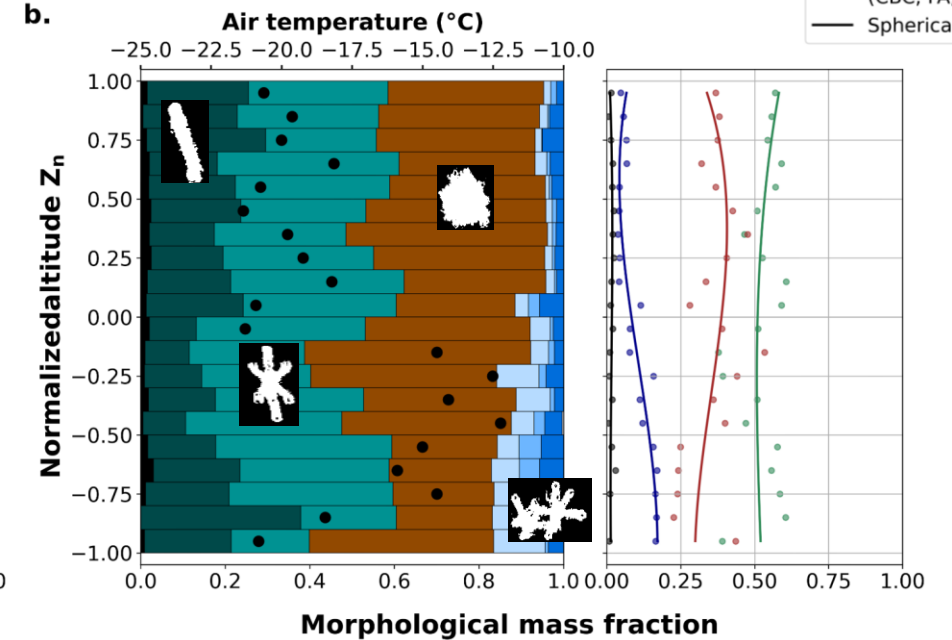 b.
(CBC, FA
Spherica
Air temperature (°C)
−25.0 −22.5 −20.0 −17.5 −15.0 −12.5 −10.0
Normalizedaltitude Zn
1.00
0.75
0.50
0.25
0.00
−0.25
−0.50
−0.75
−1.00
0 0.0 0.2 0.4 0.6 0.8 1.0 0.00 0.25 0.50 0.75 1.00
Morphological mass fraction